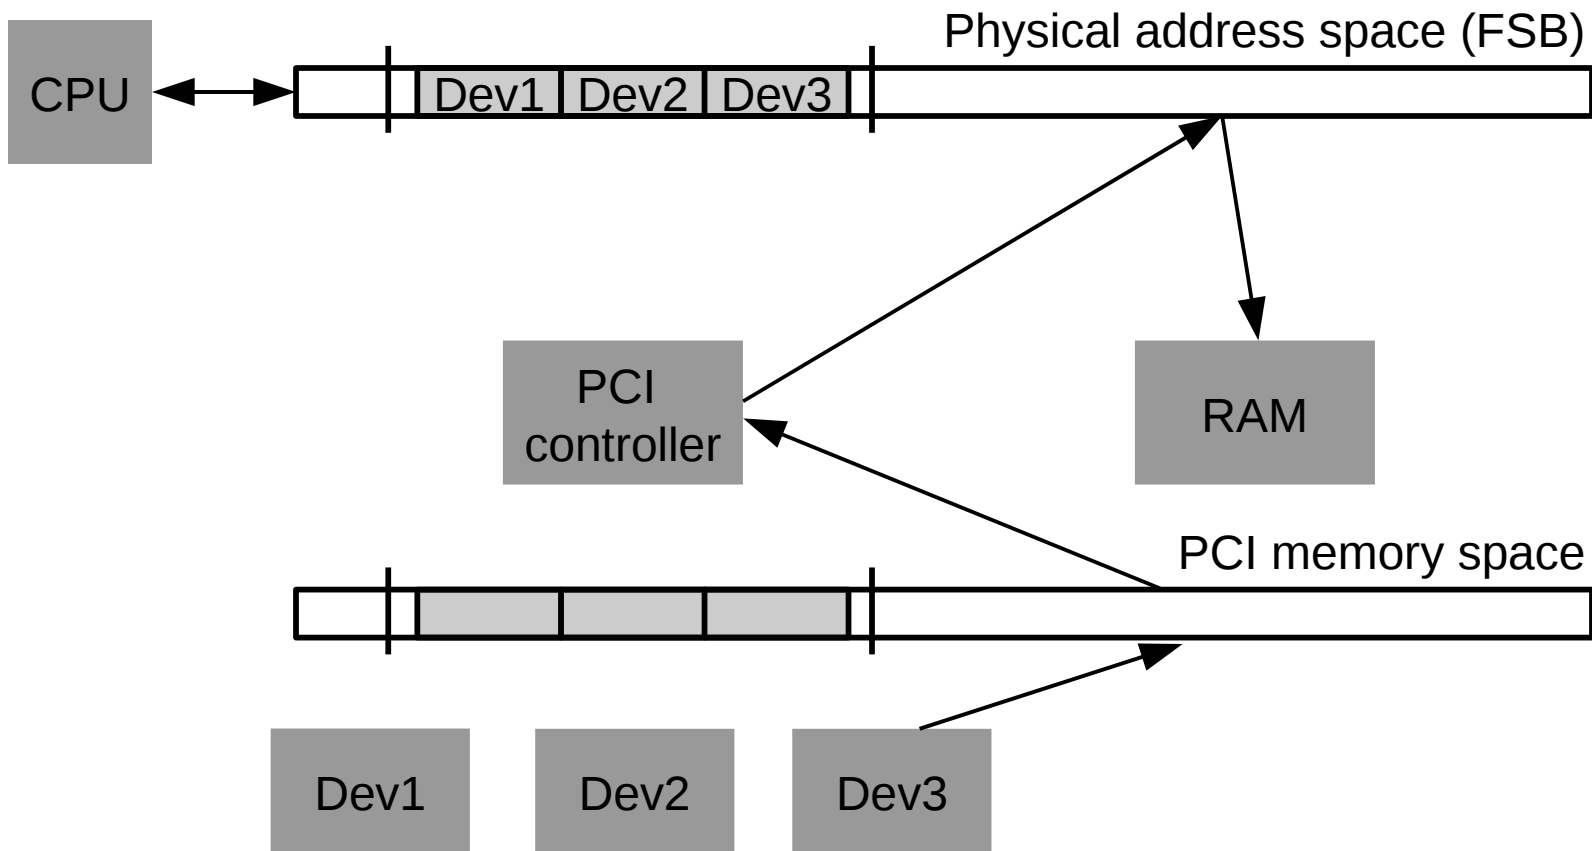 Physical address space (FSB)
CPU
Dev1 Dev2 Dev3
PCI
controller
RAM
PCI memory space
Dev1
Dev2
Dev3